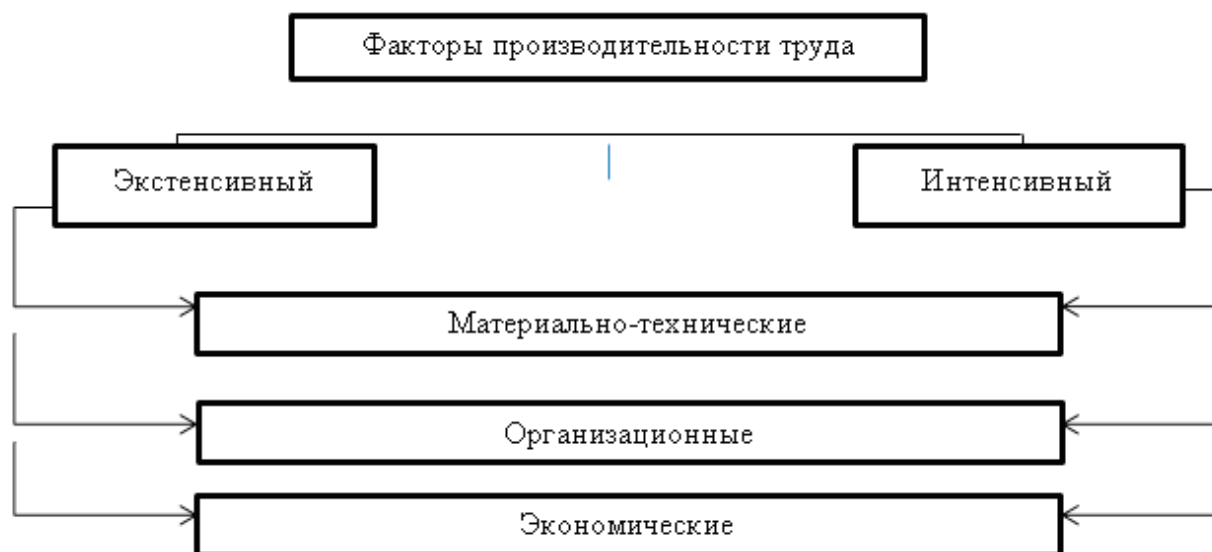 Факторы производительности труда
Экстенсивный
Интенсивный
Материально-технические
Организационные
Экономические